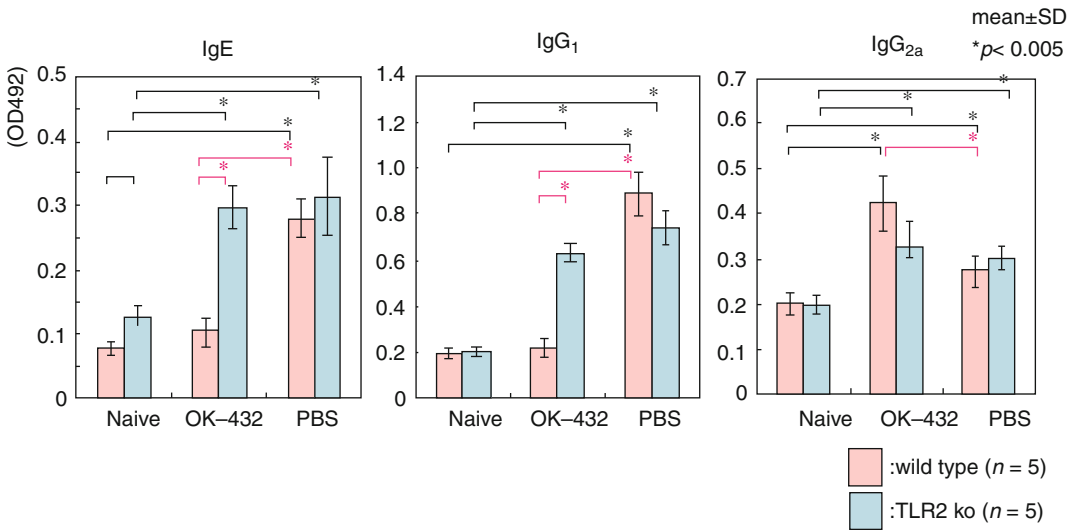 mean±SD
*p< 0.005
IgE
IgG1
IgG2a
(OD492)
0.5
0.4
0.3
0.2
0.1
0
* * * * *
Naive OK–432 PBS
1.4
1.2
1.0
0.8
0.6
0.4
0.2
0
* * * * *
Naive OK–432 PBS
0.7
0.6
0.5
0.4
0.3
0.2
0.1
0
* * * * *
Naive OK–432 PBS
:wild type (n = 5)
:TLR2 ko (n = 5)